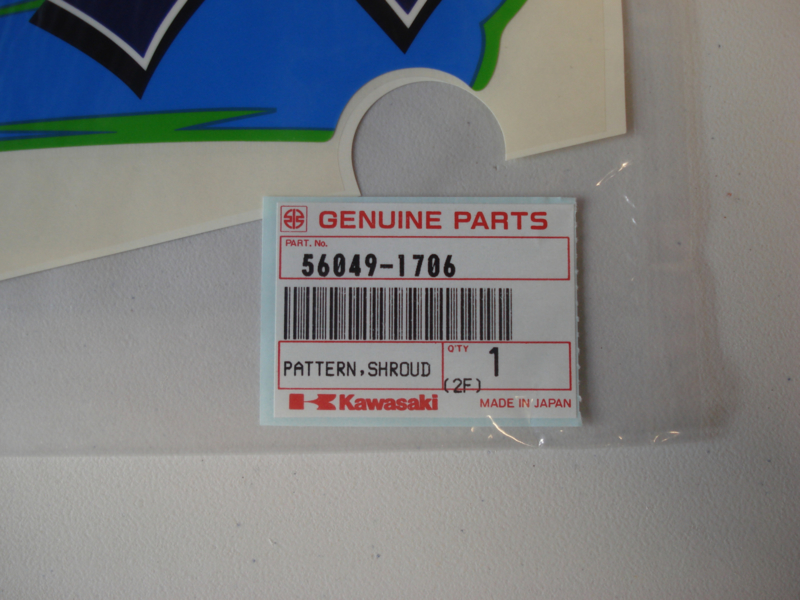 GENUINE PARTS
PART. No.
56049-1706
PATTERN,SHROUD
Q'TY
1
(2F)
Kawasaki
MADE IN JAPAN